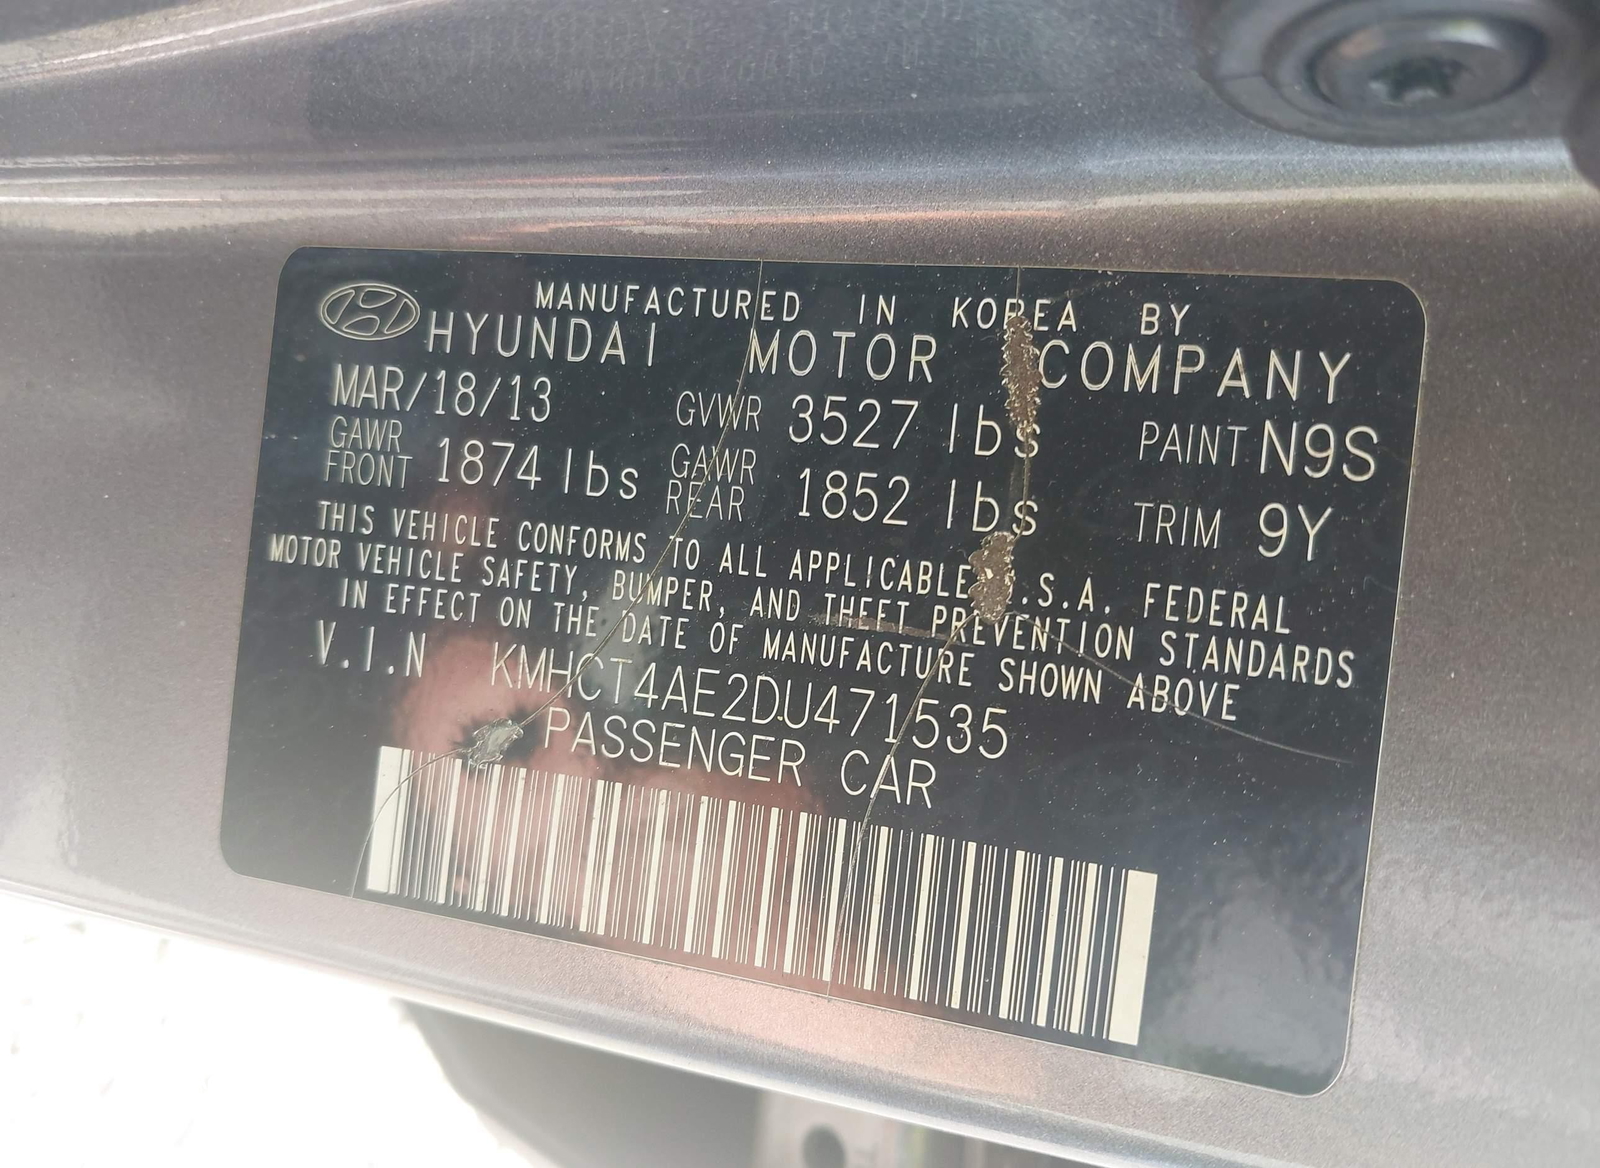 MANUFACTURED IN KOREA BY
HYUNDAI MOTOR COMPANY
MAR/18/13 GVWR 3527 lbs PAINT N9S
GAWR FRONT 1874 lbs GAWR REAR 1852 lbs TRIM 9Y
THIS VEHICLE CONFORMS TO ALL APPLICABLE .S.A. FEDERAL
MOTOR VEHICLE SAFETY, BUMPER, AND THEFT PREVENTION STANDARDS
IN EFFECT ON THE DATE OF MANUFACTURE SHOWN ABOVE
V.I.N KMHCT4AE2DU471535
PASSENGER CAR